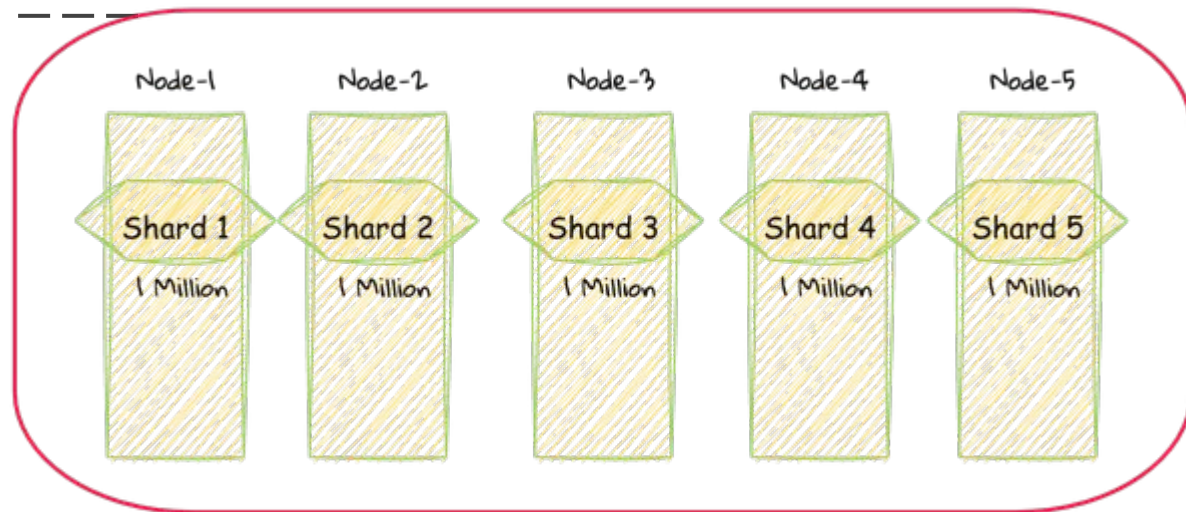 Node-1 Node-2 Node-3 Node-4 Node-5
Shard 1 Shard 2 Shard 3 Shard 4 Shard 5
1 Million 1 Million 1 Million 1 Million 1 Million